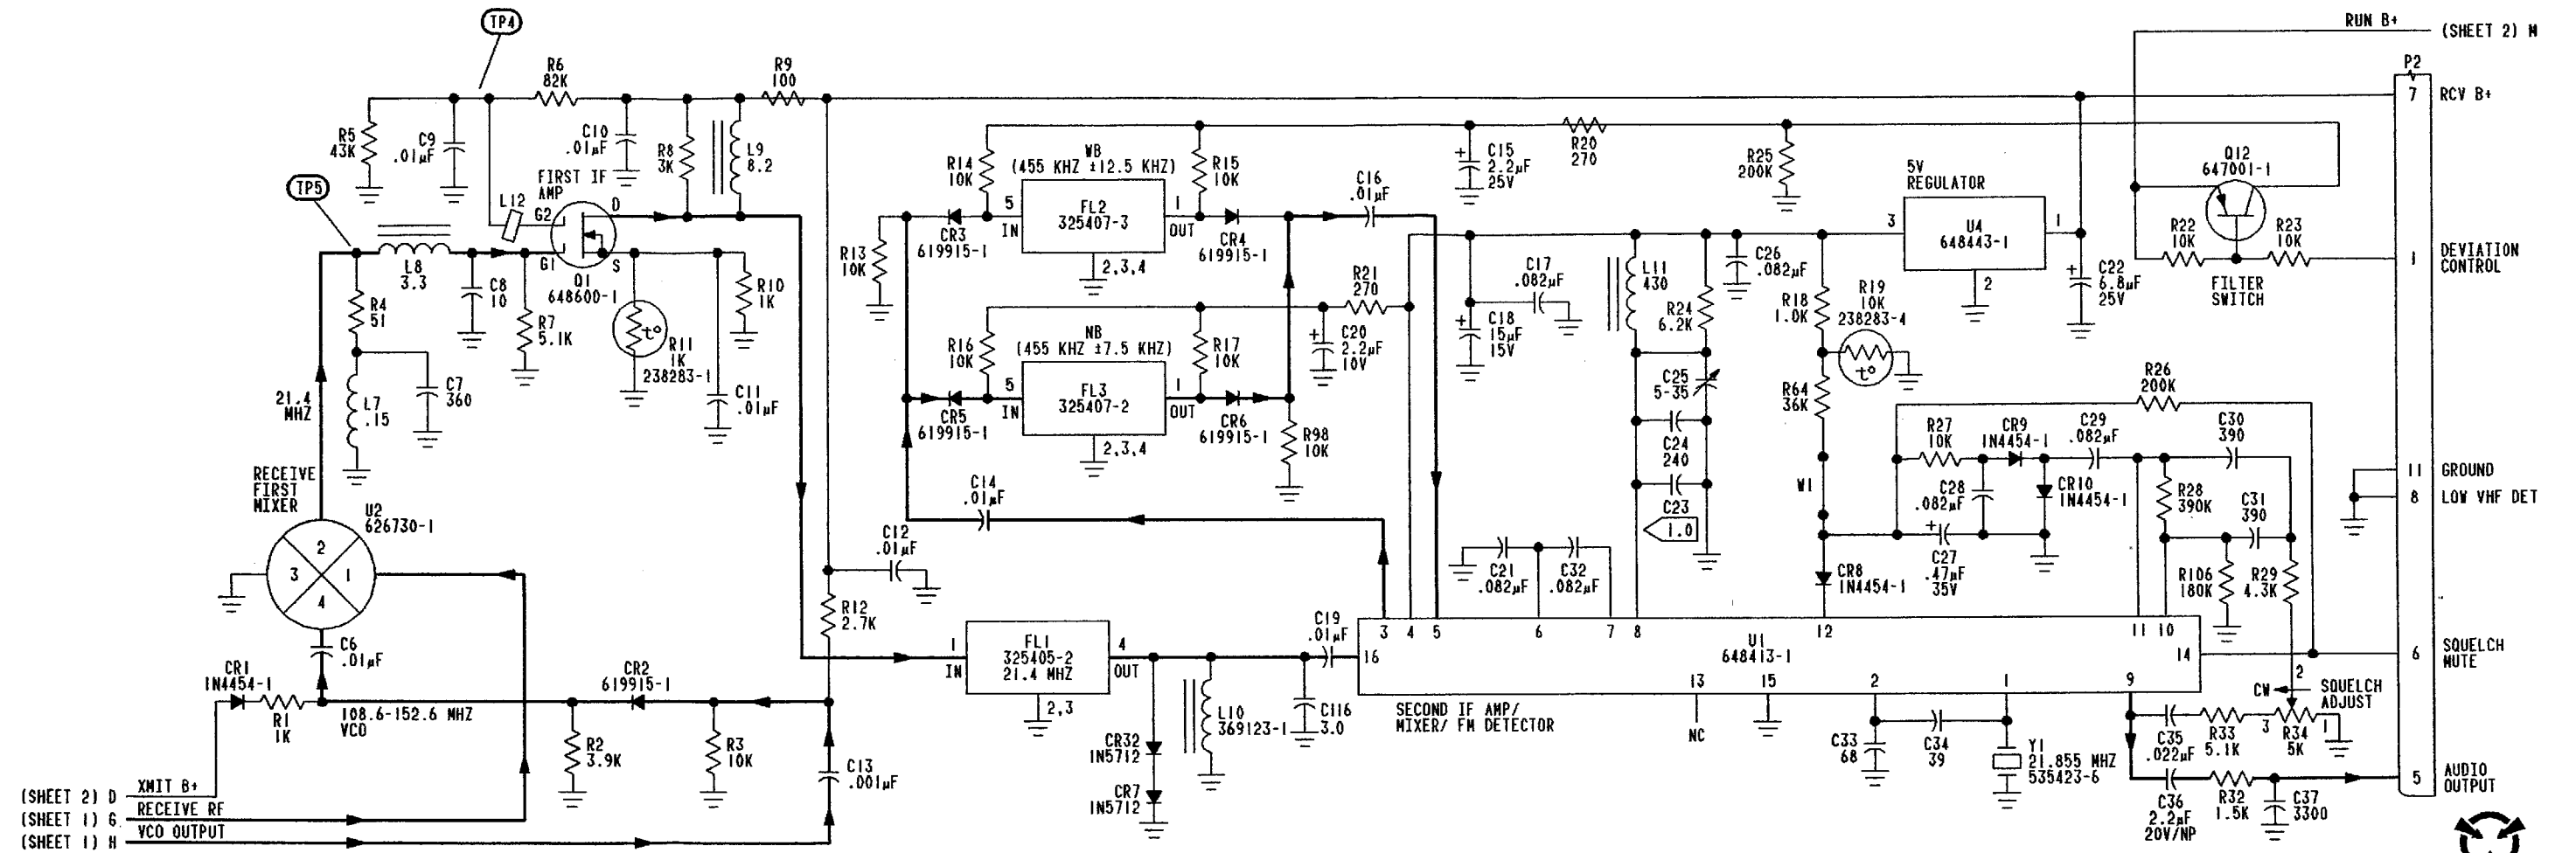 TP4
RUN B+
(SHEET 2) M
P2
R6
82K
R9
100
7 RCV B+
R5
43K
C9
.01µF
C10
.01µF
R8
3K
L9
8.2
FIRST IF
AMP
TP5
L12
G2
D
G1
S
Q1
648600-1
L8
3.3
C8
10
R4
51
R7
5.1K
t°
R11
1K
238283-1
R10
1K
C11
.01µF
C7
360
L7
.15
21.4
MHZ
RECEIVE
FIRST
MIXER
U2
626730-1
2
3
1
4
C6
.01µF
CR1
1N4454-1
R1
1K
108.6-152.6 MHZ
VCO
CR2
619915-1
R2
3.9K
R3
10K
C13
.001µF
C12
.01µF
R12
2.7K
(SHEET 2) D
XMIT B+
(SHEET 1) G
RECEIVE RF
(SHEET 1) H
VCO OUTPUT
R14
10K
WB
(455 KHZ ±12.5 KHZ)
R15
10K
5
IN
FL2
325407-3
1
OUT
2,3,4
CR3
619915-1
CR4
619915-1
R13
10K
C16
.01µF
R16
10K
NB
(455 KHZ ±7.5 KHZ)
R17
10K
5
IN
FL3
325407-2
1
OUT
2,3,4
CR5
619915-1
CR6
619915-1
R98
10K
C14
.01µF
R21
270
C20
2.2µF
10V
C15
2.2µF
25V
R20
270
R25
200K
C17
.082µF
C18
15µF
15V
L11
430
R24
6.2K
C26
.082µF
C25
5-35
C24
240
C23
1.0
5V
REGULATOR
3
U4
648443-1
1
2
C22
6.8µF
25V
Q12
647001-1
R22
10K
R23
10K
FILTER
SWITCH
1
DEVIATION
CONTROL
R18
1.0K
R19
10K
238283-4
t°
R64
36K
W1
CR8
1N4454-1
R26
200K
R27
10K
CR9
1N4454-1
C29
.082µF
C30
390
C28
.082µF
CR10
1N4454-1
C27
.47µF
35V
R28
390K
C31
390
R106
180K
R29
4.3K
11 GROUND
8 LOW VHF DET
C21
.082µF
C32
.082µF
1
IN
FL1
325405-2
21.4 MHZ
4
OUT
2,3
C19
.01µF
CR32
1N5712
CR7
1N5712
L10
369123-1
C116
3.0
3 4 5 6 7 8 12 11 10
16
U1
648413-1
14
13 15 2 1 9
SECOND IF AMP/
MIXER/ FM DETECTOR
NC
C33
68
C34
39
Y1
21.855 MHZ
535423-6
6
SQUELCH
MUTE
2
CW
SQUELCH
ADJUST
3
1
C35
.022µF
R33
5.1K
R34
5K
C36
2.2µF
20V/NP
R32
1.5K
C37
3300
5
AUDIO
OUTPUT